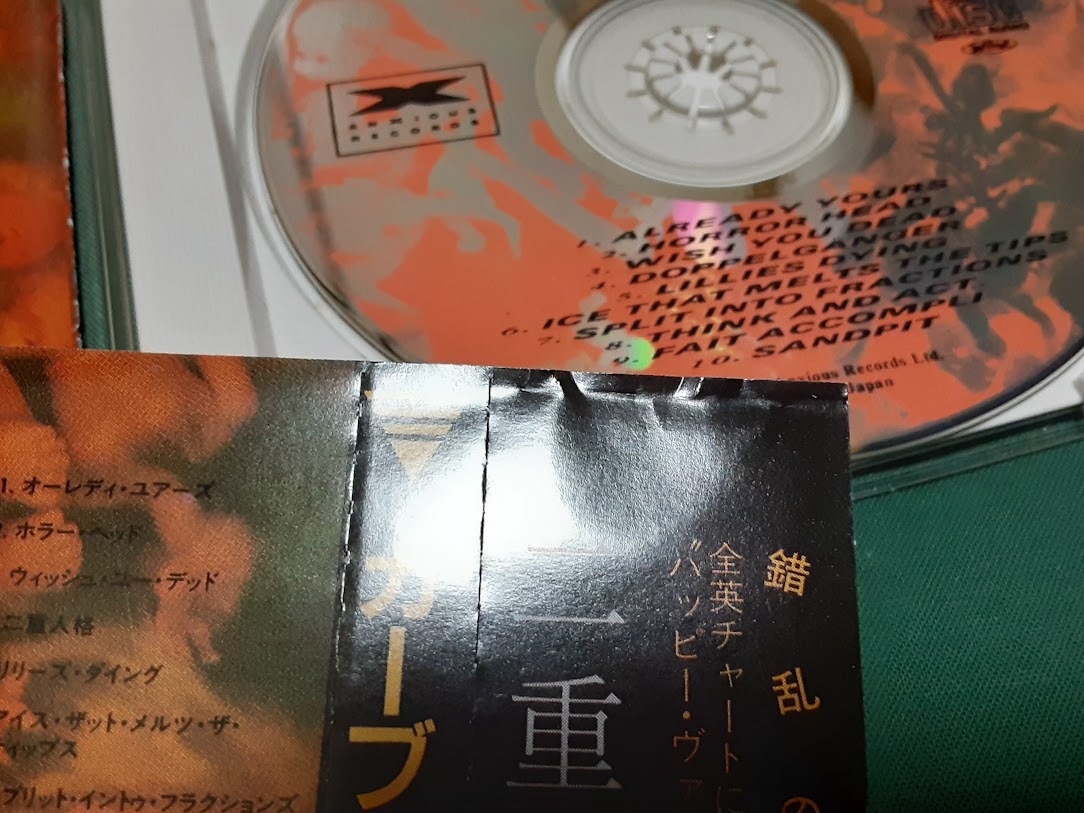 ANXIOUS
RECORDS
1. ALREADY YOURS
2. HORROR HEAD
3. WISH YOU DEAD
4. DOPPELGANGER
5. LILLIES DYING
6. ICE THAT MELTS THE TIPS
7. SPLIT INTO FRACTIONS
8. THINK AND ACT
9. FAIT ACCOMPLI
10. SANDPIT
xious Records Ltd.
Japan
1. オーレディ・ユアーズ
2. ホラー・ヘッド
ウィッシュ・ユー・デッド
二重人格
リリーズ・ダイング
アイス・ザット・メルツ・ザ・
ティップス
プリット・イントゥ・フラクションズ
カーブ
二重
錯乱の
全英チャートに
バッピー・ヴァ